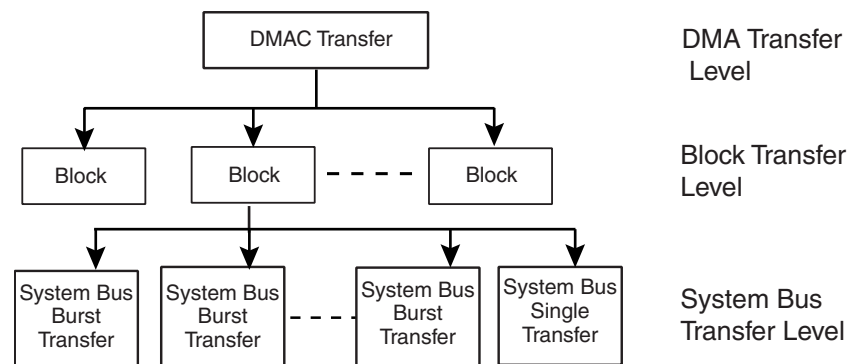 DMAC Transfer
DMA Transfer
Level
Block
Block
Block
Block Transfer
Level
System Bus
Burst
Transfer
System Bus
Burst
Transfer
System Bus
Burst
Transfer
System Bus
Single
Transfer
System Bus
Transfer Level